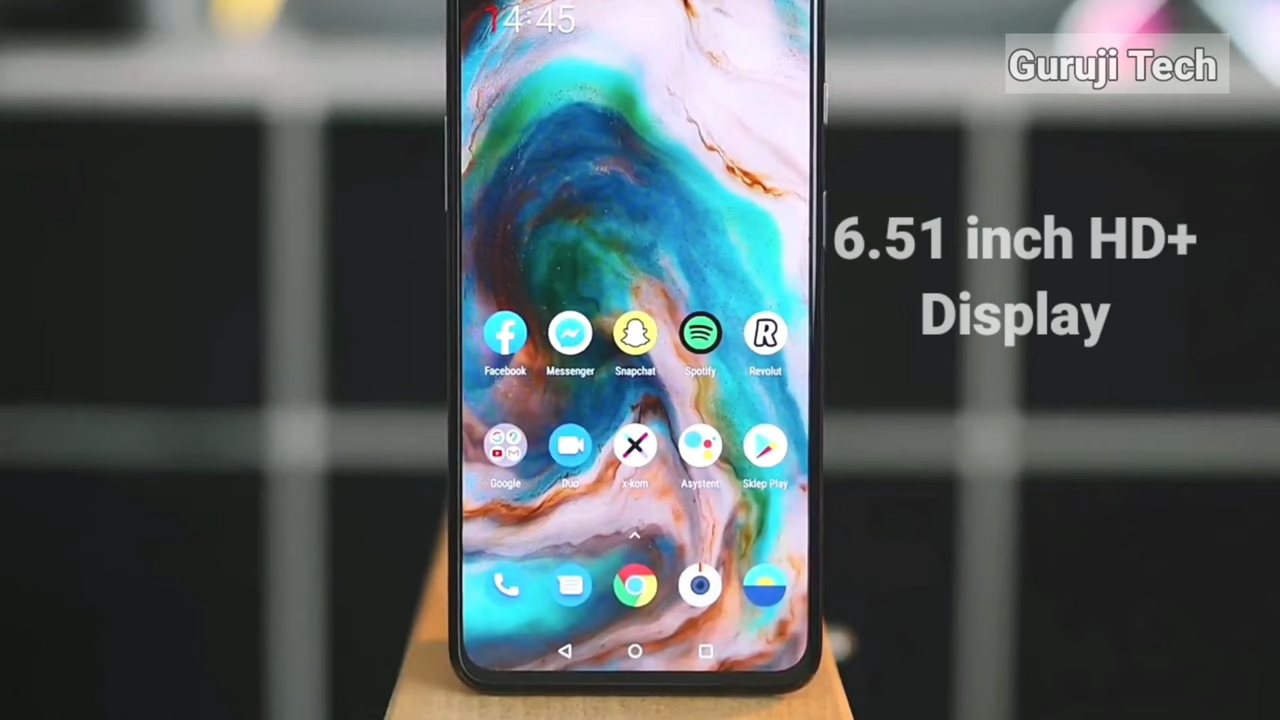 14:45
Guruji Tech
6.51 inch HD+
Display
Facebook
Messenger
Snapchat
Spotify
Revolut
Google
Duo
x-kom
Asystent
Sklep Play